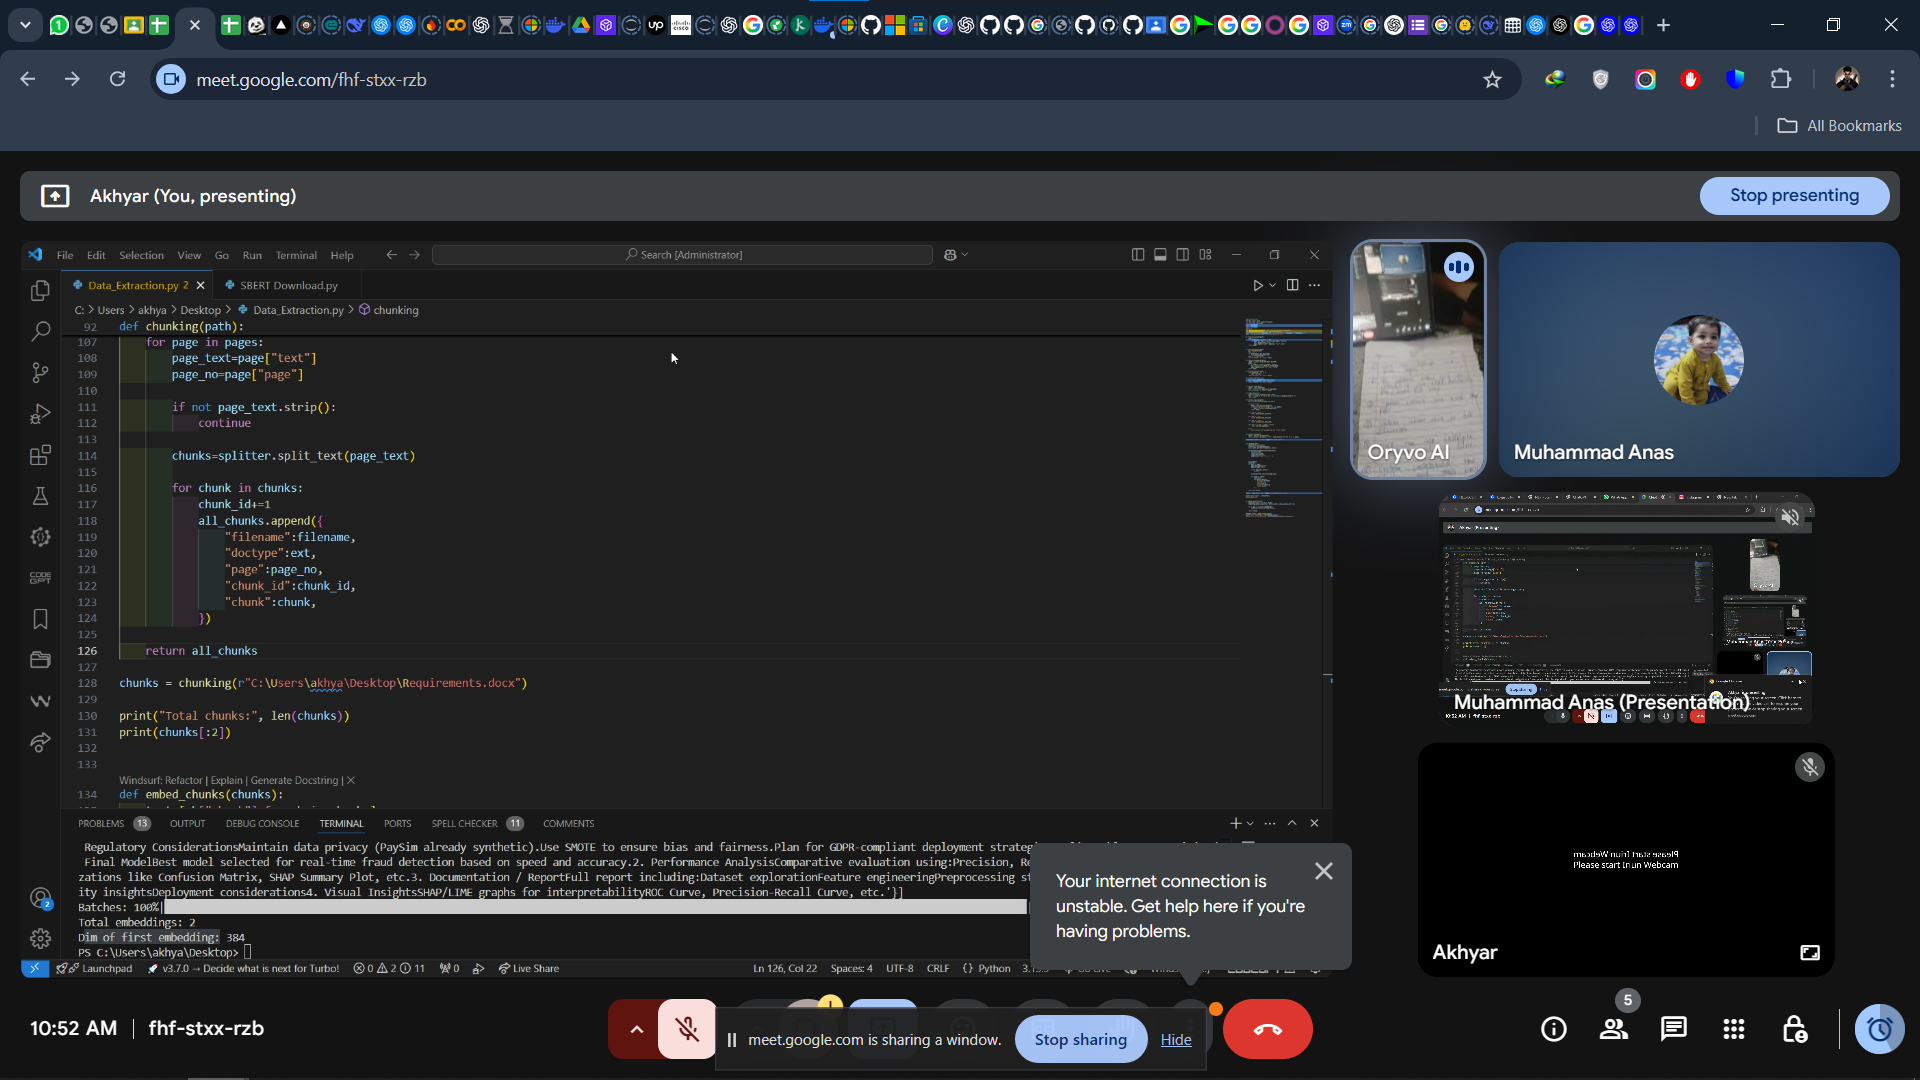 meet.google.com/fhf-stxx-rzb
All Bookmarks
Akhyar (You, presenting)
Stop presenting
File Edit Selection View Go Run Terminal Help
Search [Administrator]
Data_Extraction.py 2
SBERT Download.py
C: > Users > akhya > Desktop > Data_Extraction.py > chunking
92 def chunking(path):
107 for page in pages:
108 page_text=page["text"]
109 page_no=page["page"]
110
111 if not page_text.strip():
112 continue
113
114 chunks=splitter.split_text(page_text)
115
116 for chunk in chunks:
117 chunk_id+=1
118 all_chunks.append({
119 "filename":filename,
120 "doctype":ext,
121 "page":page_no,
122 "chunk_id":chunk_id,
123 "chunk":chunk,
124 })
125
126 return all_chunks
127
128 chunks = chunking(r"C:\Users\akhya\Desktop\Requirements.docx")
129
130 print("Total chunks:", len(chunks))
131 print(chunks[:2])
132
133
Windsurf: Refactor | Explain | Generate Docstring | X
134 def embed_chunks(chunks):
PROBLEMS 13 OUTPUT DEBUG CONSOLE TERMINAL PORTS SPELL CHECKER 11 COMMENTS
Regulatory ConsiderationsMaintain data privacy (PaySim already synthetic).Use SMOTE to ensure bias and fairness.Plan for GDPR-compliant deployment
Final ModelBest model selected for real-time fraud detection based on speed and accuracy.2. Performance AnalysisComparative evaluation using:Precision,
zations like Confusion Matrix, SHAP Summary Plot, etc.3. Documentation / ReportFull report including:Dataset explorationFeature engineeringPreprocessing
ity insightsDeployment considerations4. Visual InsightsSHAP/LIME graphs for interpretabilityROC Curve, Precision-Recall Curve, etc.'}]
Batches: 100%|
Total embeddings: 2
Dim of first embedding: 384
PS C:\Users\akhya\Desktop>
Launchpad v3.7.0 → Decide what is next for Turbo! 0 2 11 0 Live Share Ln 126, Col 22 Spaces: 4 UTF-8 CRLF {} Python
Oryvo AI
Muhammad Anas
Muhammad Anas (Presentation)
Please start Iriun Webcam
Akhyar
Your internet connection is
unstable. Get help here if you're
having problems.
10:52 AM | fhf-stxx-rzb
meet.google.com is sharing a window.
Stop sharing
Hide
5